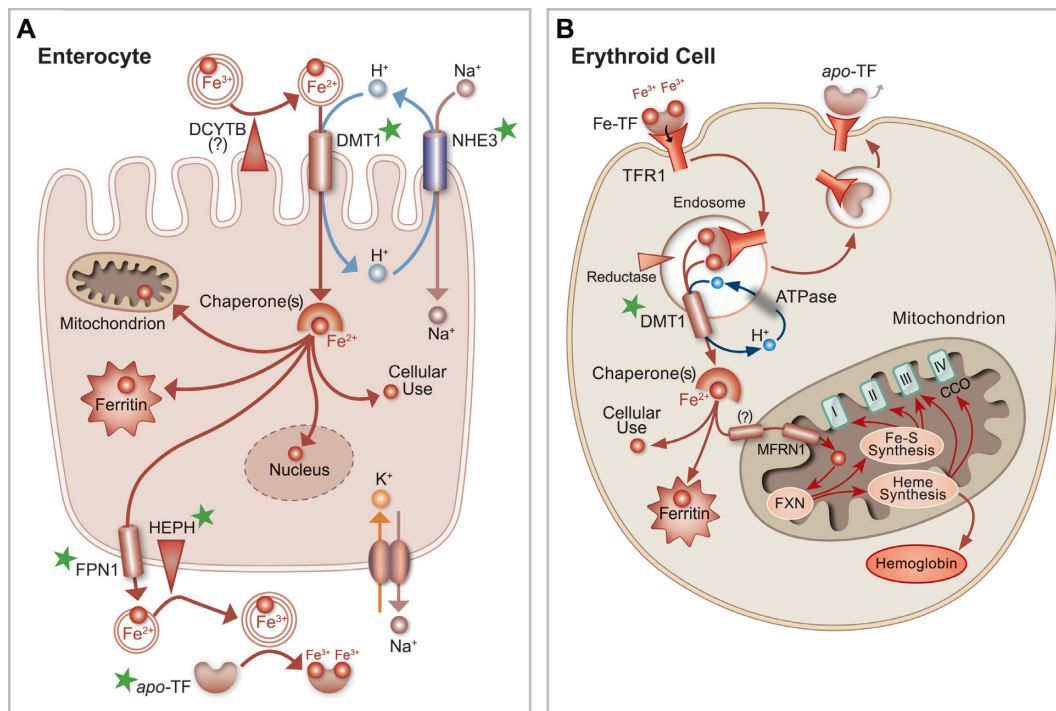 A
Enterocyte
Fe3+
Fe2+
H+
Na+
DCYTB
(?)
DMT1
NHE3
H+
Chaperone(s)
Mitochondrion
Fe2+
Na+
Ferritin
Cellular
Use
Nucleus
K+
HEPH
FPN1
Fe2+
Fe3+
Na+
Fe3+ Fe3+
apo-TF
B
Erythroid Cell
apo-TF
Fe3+ Fe3+
Fe-TF
TFR1
Endosome
Reductase
ATPase
DMT1
H+
Mitochondrion
Chaperone(s)
Fe2+
I
II
III
IV
CCO
Cellular
Use
(?)
MFRN1
Fe-S
Synthesis
FXN
Heme
Synthesis
Ferritin
Hemoglobin